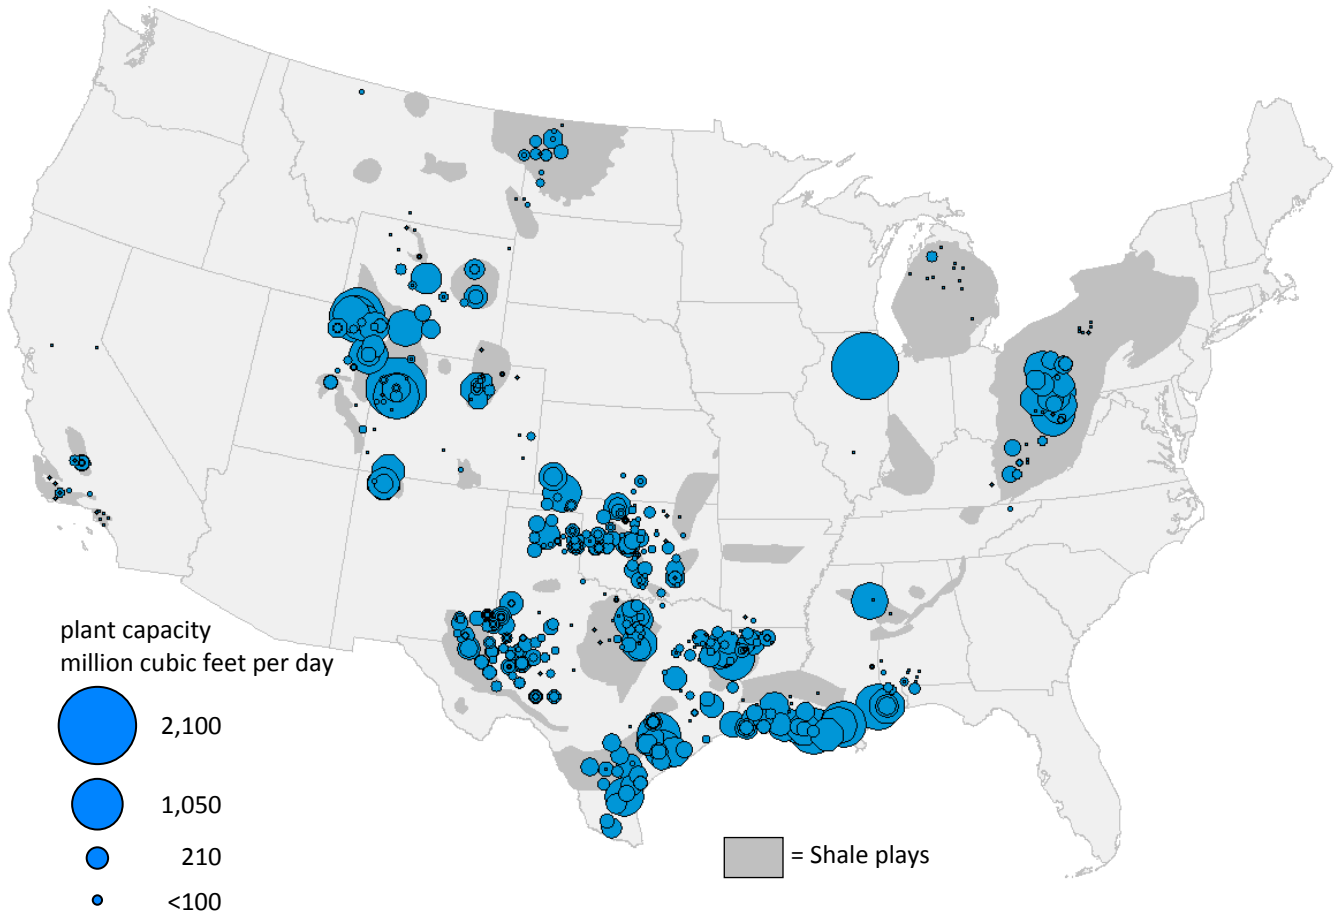 plant capacity
million cubic feet per day
2,100
1,050
210
<100
= Shale plays